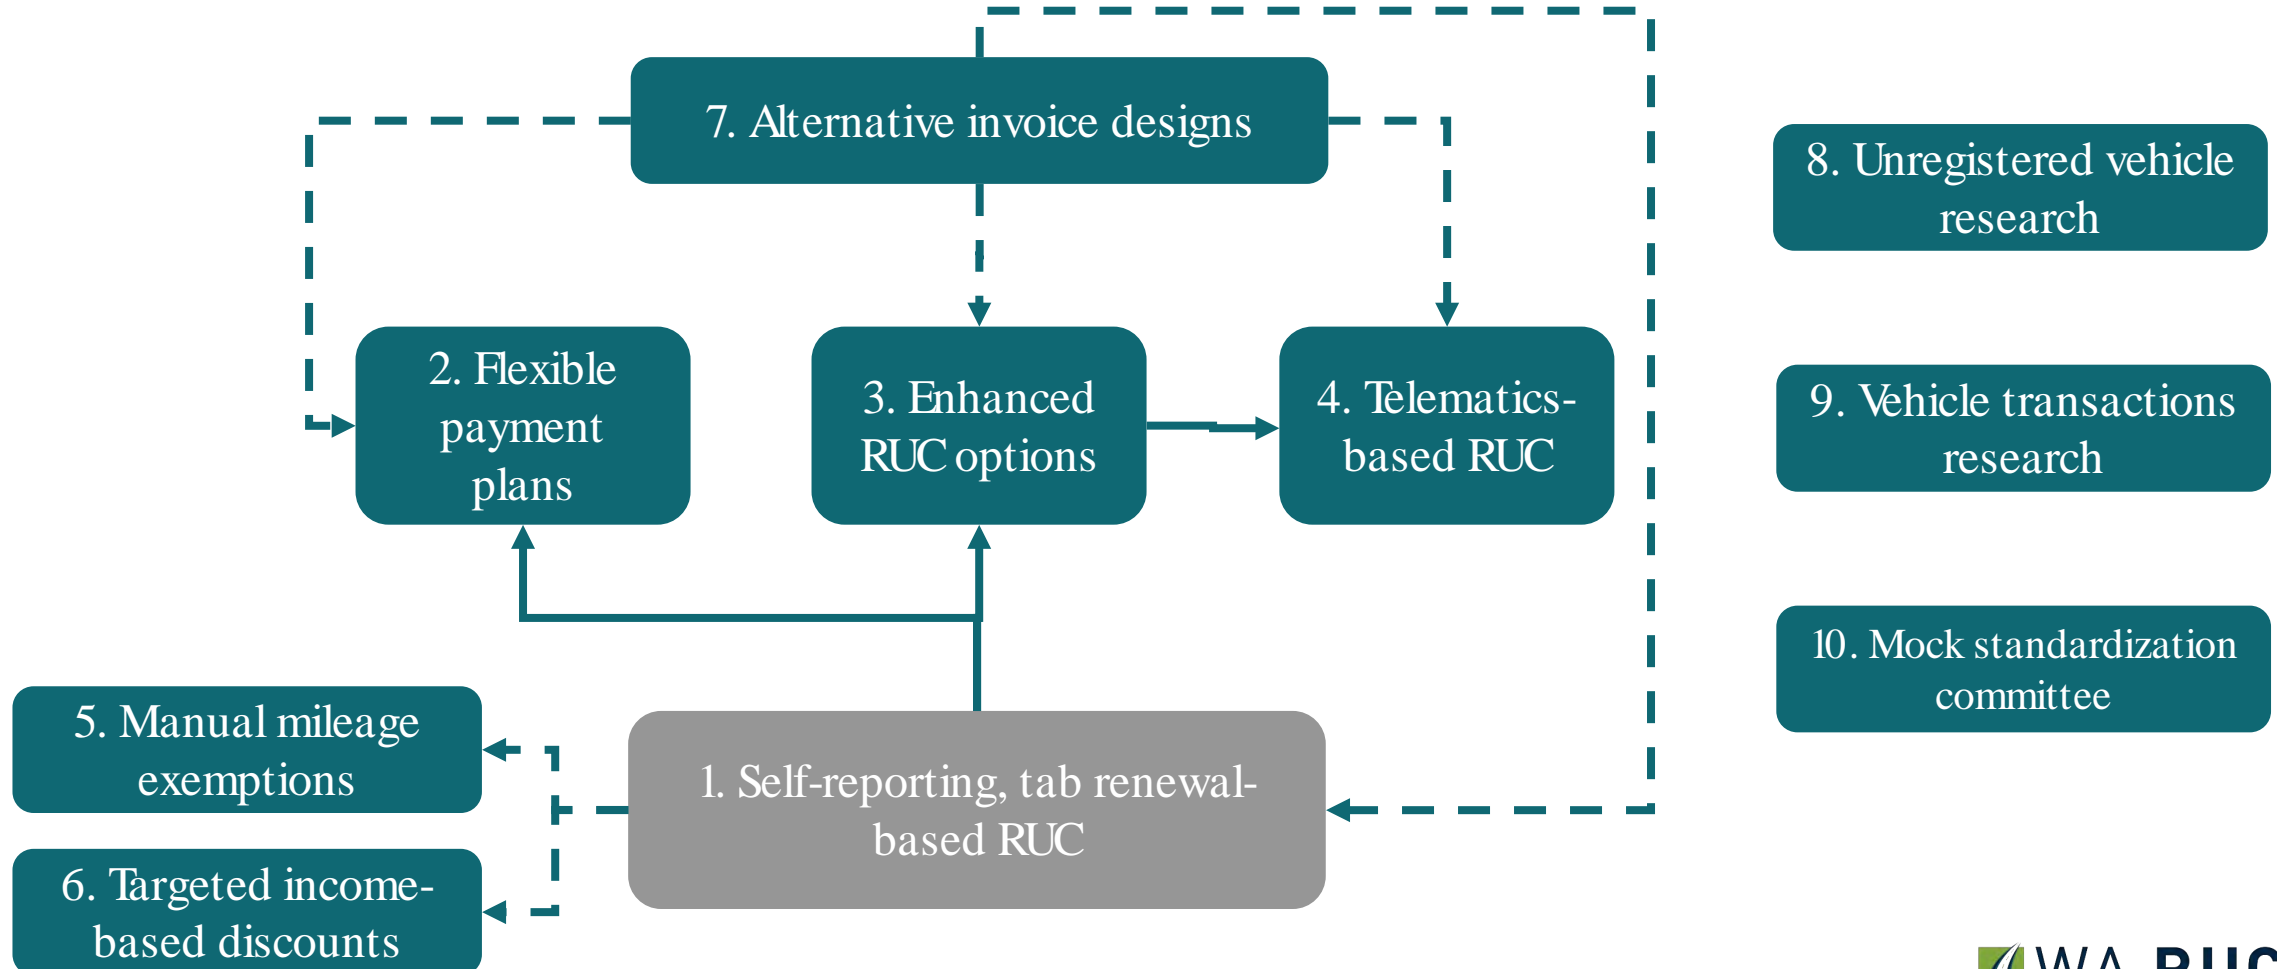 7. Alternative invoice designs
8. Unregistered vehicle
research
2. Flexible
payment
plans
3. Enhanced
RUC options
4. Telematics-
based RUC
9. Vehicle transactions
research
10. Mock standardization
committee
5. Manual mileage
exemptions
1. Self-reporting, tab renewal-
based RUC
6. Targeted income-
based discounts
WA RUC